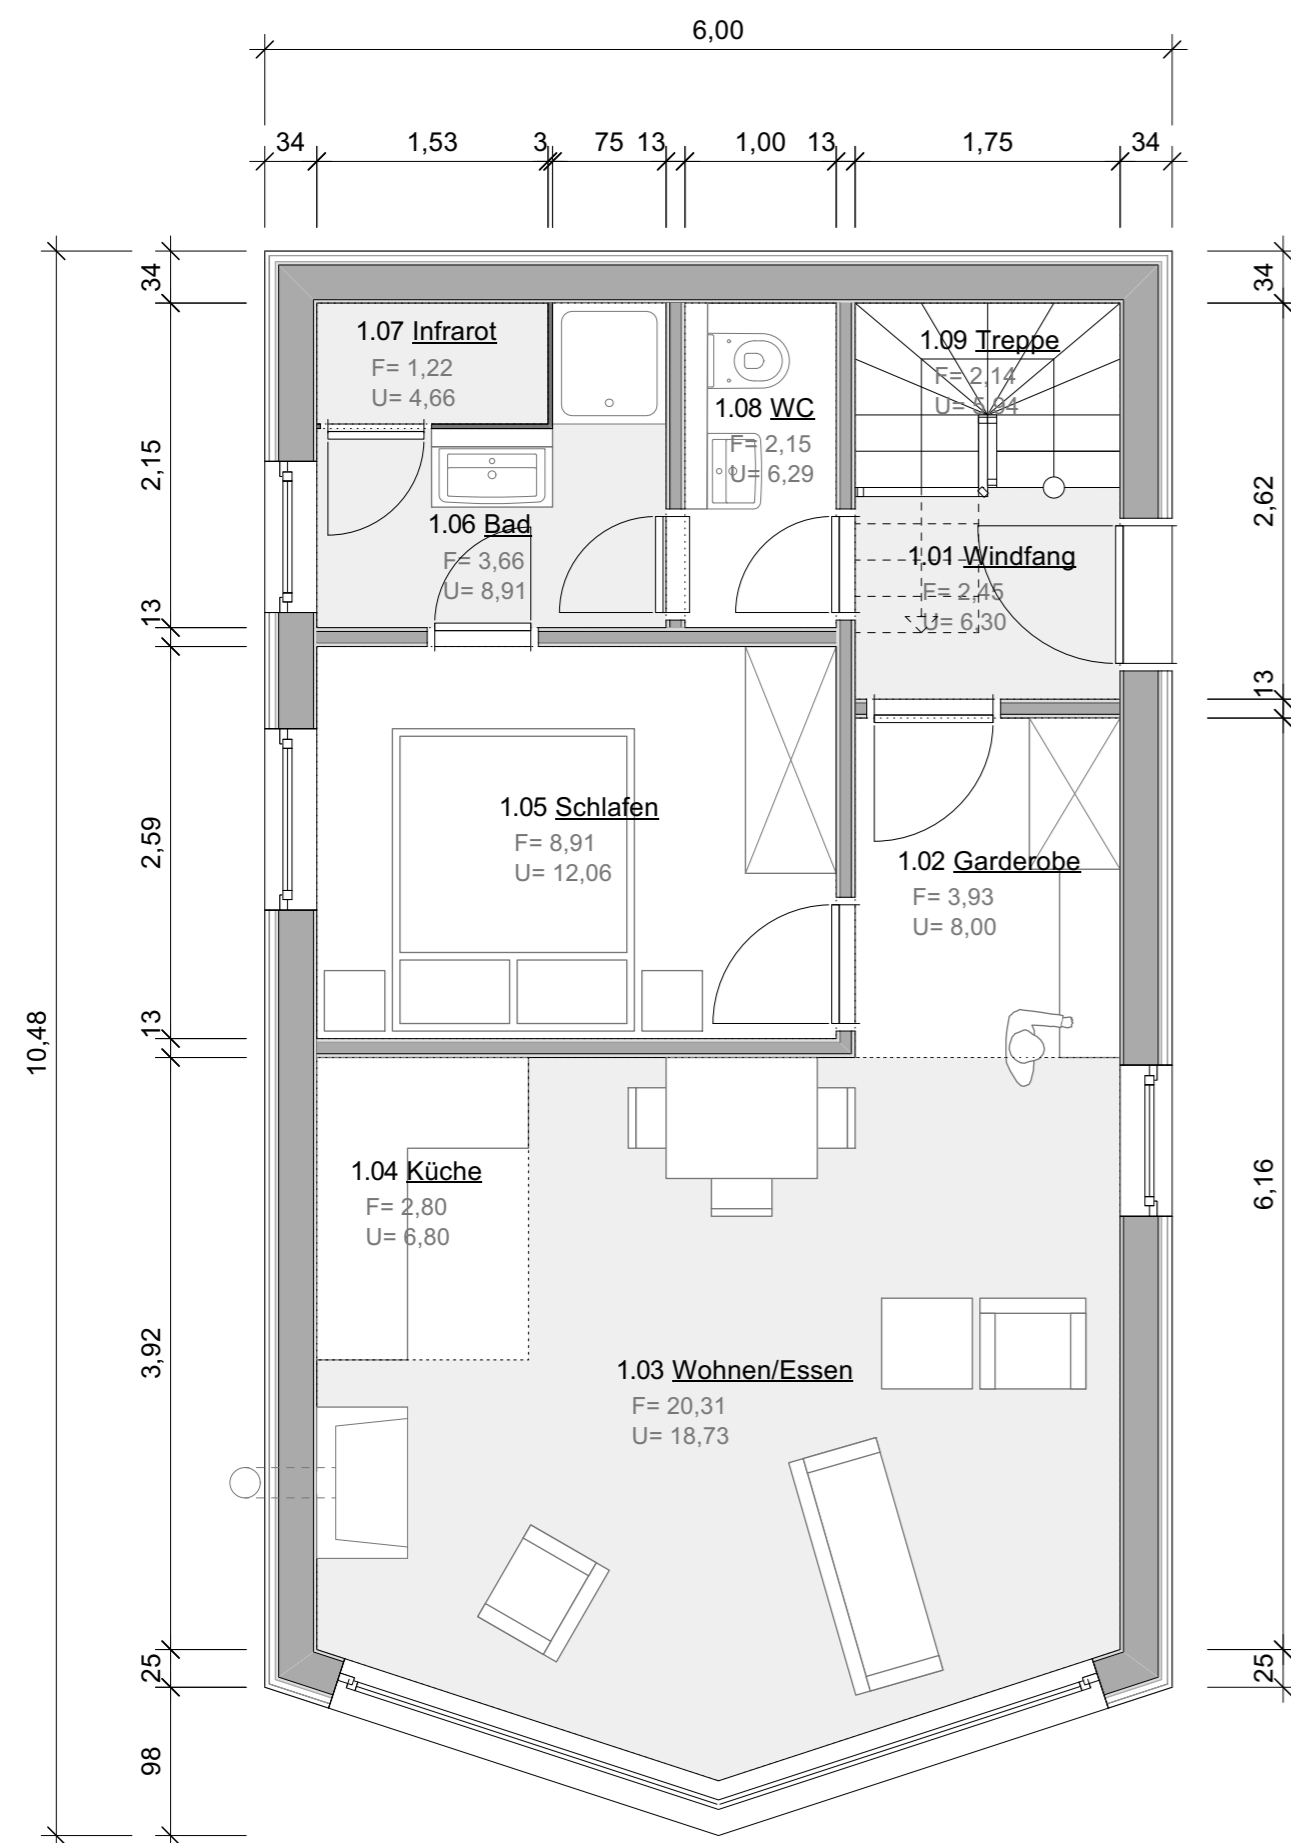 6,00
34 1,53 3 75 13 1,00 13 1,75 34
34
2,15
13
2,59
13
3,92
25
98
10,48
34
2,62
13
6,16
25
1.07 Infrarot
F= 1,22
U= 4,66
1.09 Treppe
F= 2,14
U= 5,94
1.08 WC
F= 2,15
U= 6,29
1.06 Bad
F= 3,66
U= 8,91
1.01 Windfang
F= 2,45
U= 6,30
1.05 Schlafen
F= 8,91
U= 12,06
1.02 Garderobe
F= 3,93
U= 8,00
1.04 Küche
F= 2,80
U= 6,80
1.03 Wohnen/Essen
F= 20,31
U= 18,73